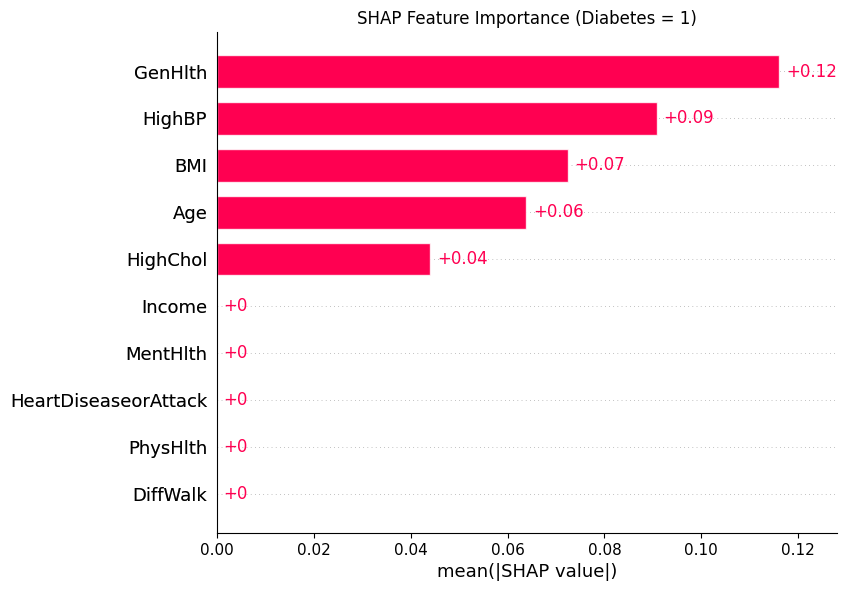 SHAP Feature Importance (Diabetes = 1)
GenHlth +0.12
HighBP +0.09
BMI +0.07
Age +0.06
HighChol +0.04
Income +0
MentHlth +0
HeartDiseaseorAttack +0
PhysHlth +0
DiffWalk +0
0.00 0.02 0.04 0.06 0.08 0.10 0.12
mean(|SHAP value|)